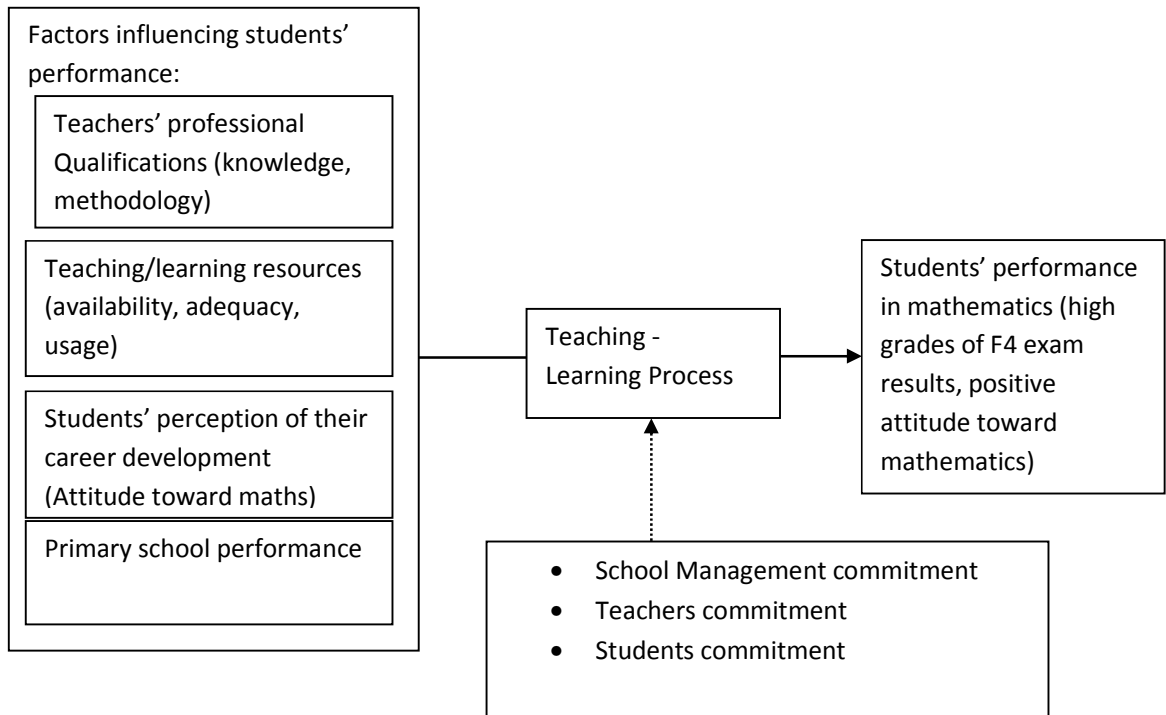 Factors influencing students’
performance:
Teachers’ professional
Qualifications (knowledge,
methodology)
Teaching/learning resources
(availability, adequacy,
usage)
Students’ perception of their
career development
(Attitude toward maths)
Primary school performance
Teaching -
Learning Process
Students’ performance
in mathematics (high
grades of F4 exam
results, positive
attitude toward
mathematics)
• School Management commitment
• Teachers commitment
• Students commitment